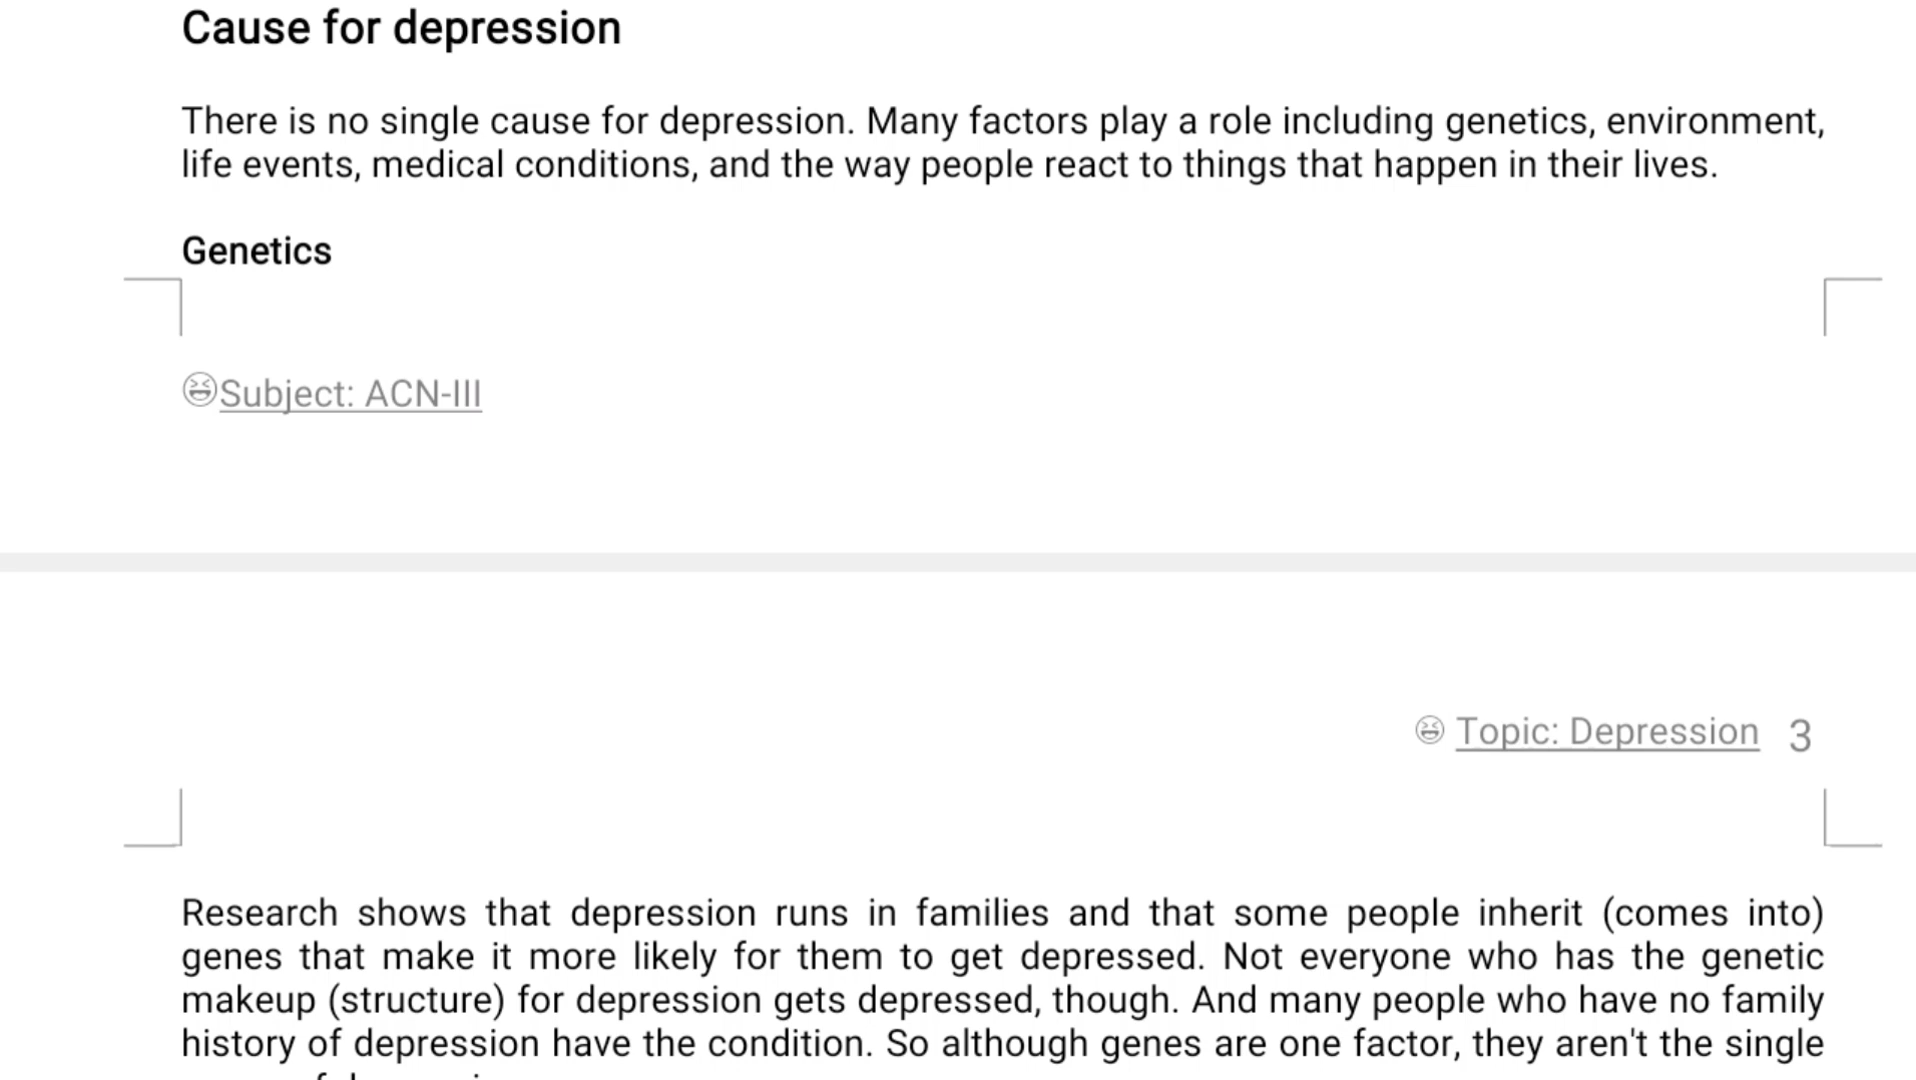 Cause for depression
There is no single cause for depression. Many factors play a role including genetics, environment,
life events, medical conditions, and the way people react to things that happen in their lives.
Genetics
😆Subject: ACN-III
😆 Topic: Depression 3
Research shows that depression runs in families and that some people inherit (comes into)
genes that make it more likely for them to get depressed. Not everyone who has the genetic
makeup (structure) for depression gets depressed, though. And many people who have no family
history of depression have the condition. So although genes are one factor, they aren't the single